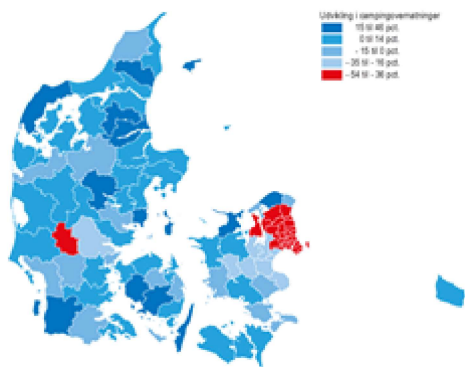 Udvikling i campingovernatninger
15 til 46 pct.
0 til 14 pct.
- 15 til 0 pct.
- 35 til - 16 pct.
- 54 til - 36 pct.